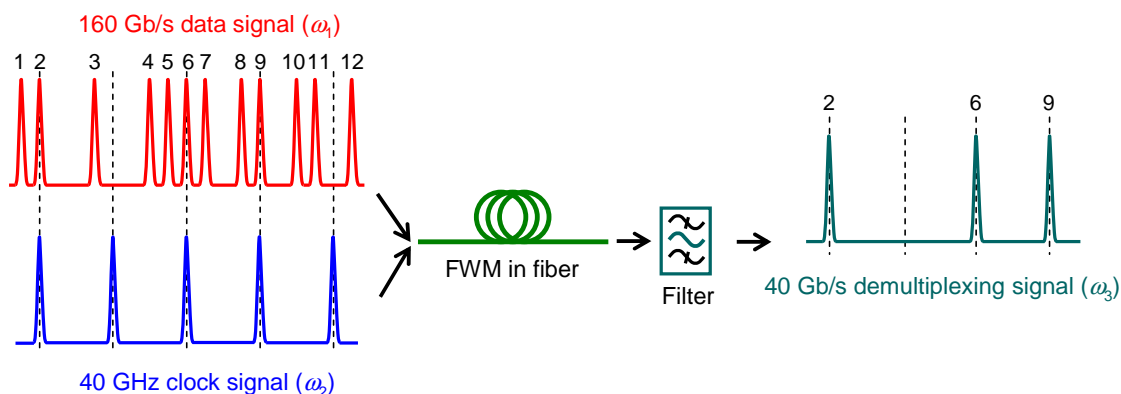 160 Gb/s data signal (ω1)
1 2 3 4 5 6 7 8 9 10 11 12
2 6 9
FWM in fiber
Filter
40 Gb/s demultiplexing signal (ω3)
40 GHz clock signal (ω2)